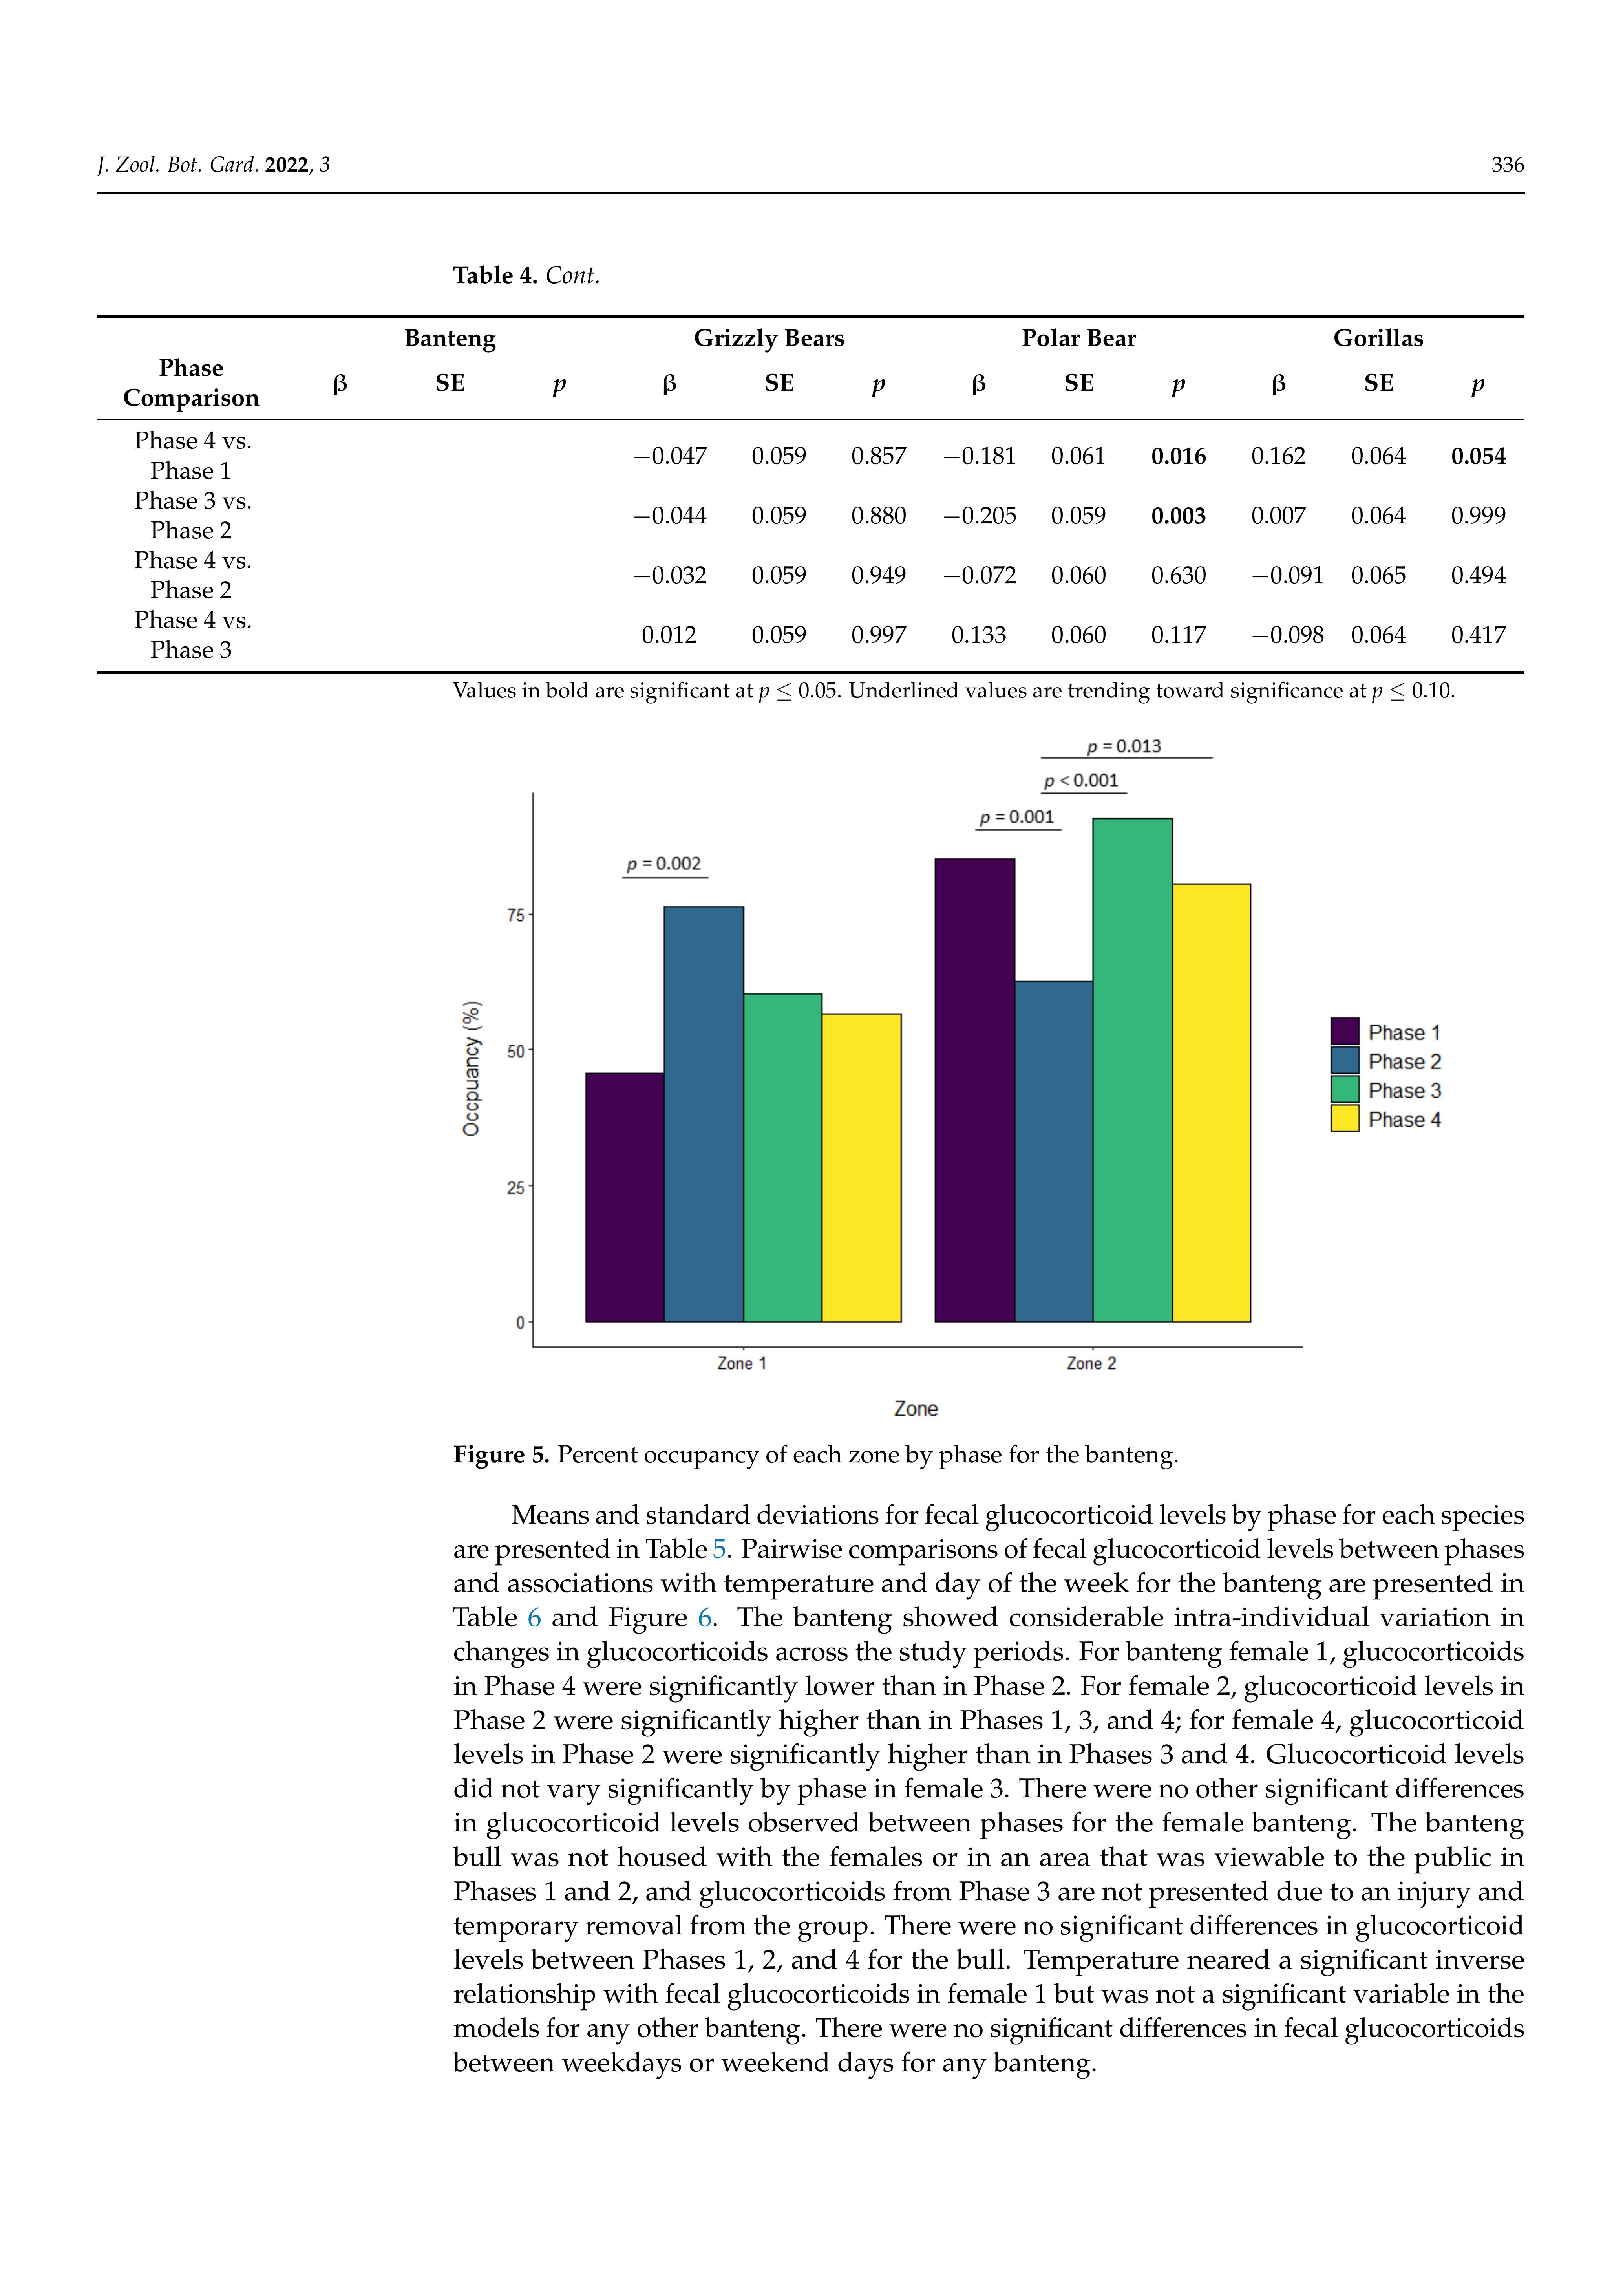 J. Zool. Bot. Gard. 2022, 3 336
Table 4. Cont.
Banteng Grizzly Bears Polar Bear Gorillas
Phase
Comparison β SE p β SE p β SE p β SE p
Phase 4 vs.
Phase 1 −0.047 0.059 0.857 −0.181 0.061 0.016 0.162 0.064 0.054
Phase 3 vs.
Phase 2 −0.044 0.059 0.880 −0.205 0.059 0.003 0.007 0.064 0.999
Phase 4 vs.
Phase 2 −0.032 0.059 0.949 −0.072 0.060 0.630 −0.091 0.065 0.494
Phase 4 vs.
Phase 3 0.012 0.059 0.997 0.133 0.060 0.117 −0.098 0.064 0.417
Values in bold are significant at p ≤ 0.05. Underlined values are trending toward significance at p ≤ 0.10.
p = 0.013
p < 0.001
p = 0.001
p = 0.002
75
50
25
0
Occpuancy (%)
Zone 1 Zone 2
Zone
Phase 1
Phase 2
Phase 3
Phase 4
Figure 5. Percent occupancy of each zone by phase for the banteng.
Means and standard deviations for fecal glucocorticoid levels by phase for each species
are presented in Table 5. Pairwise comparisons of fecal glucocorticoid levels between phases
and associations with temperature and day of the week for the banteng are presented in
Table 6 and Figure 6. The banteng showed considerable intra-individual variation in
changes in glucocorticoids across the study periods. For banteng female 1, glucocorticoids
in Phase 4 were significantly lower than in Phase 2. For female 2, glucocorticoid levels in
Phase 2 were significantly higher than in Phases 1, 3, and 4; for female 4, glucocorticoid
levels in Phase 2 were significantly higher than in Phases 3 and 4. Glucocorticoid levels
did not vary significantly by phase in female 3. There were no other significant differences
in glucocorticoid levels observed between phases for the female banteng. The banteng
bull was not housed with the females or in an area that was viewable to the public in
Phases 1 and 2, and glucocorticoids from Phase 3 are not presented due to an injury and
temporary removal from the group. There were no significant differences in glucocorticoid
levels between Phases 1, 2, and 4 for the bull. Temperature neared a significant inverse
relationship with fecal glucocorticoids in female 1 but was not a significant variable in the
models for any other banteng. There were no significant differences in fecal glucocorticoids
between weekdays or weekend days for any banteng.